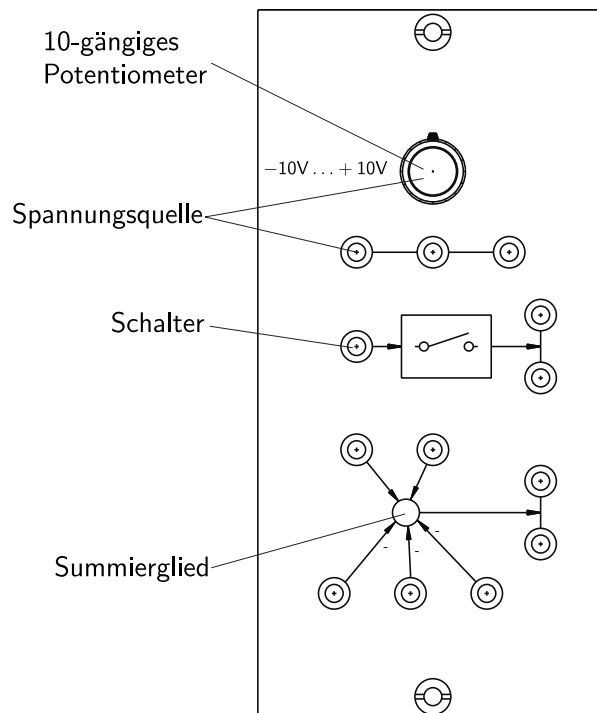 10-gängiges
Potentiometer
−10V . . . + 10V
Spannungsquelle
Schalter
-
-
-
Summierglied